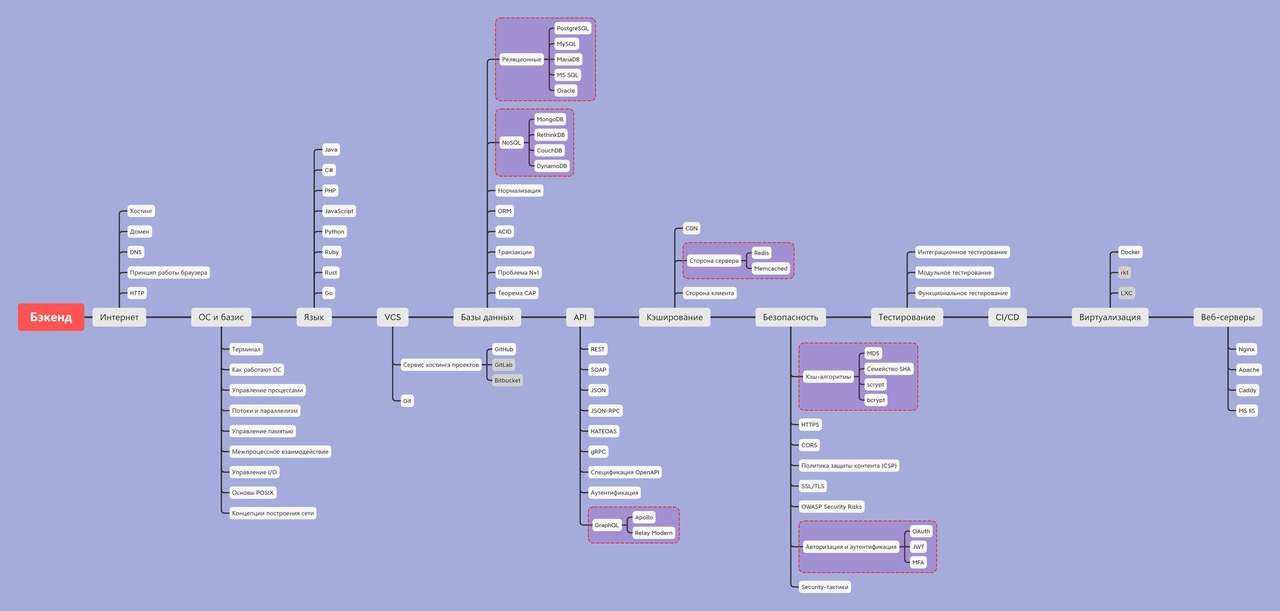 Бэкенд
Интернет
Хостинг
Домен
DNS
Принцип работы браузера
HTTP
ОС и базис
Терминал
Как работают ОС
Управление процессами
Потоки и параллелизм
Управление памятью
Межпроцессное взаимодействие
Управление I/O
Основы POSIX
Концепции построения сети
Язык
Java
C#
PHP
JavaScript
Python
Ruby
Rust
Go
VCS
Сервис хостинга проектов
GitHub
GitLab
Bitbucket
Git
Базы данных
Реляционные
PostgreSQL
MySQL
MariaDB
MS SQL
Oracle
NoSQL
MongoDB
RethinkDB
CouchDB
DynamoDB
Нормализация
ORM
ACID
Транзакции
Проблема N+1
Теорема CAP
API
REST
SOAP
JSON
JSON-RPC
HATEOAS
gRPC
Спецификация OpenAPI
Аутентификация
GraphQL
Apollo
Relay Modern
Кэширование
CDN
Сторона сервера
Redis
Memcached
Сторона клиента
Безопасность
Хэш-алгоритмы
MD5
Семейство SHA
scrypt
bcrypt
HTTPS
CORS
Политика защиты контента (CSP)
SSL/TLS
OWASP Security Risks
Авторизация и аутентификация
OAuth
JWT
MFA
Security-тактики
Тестирование
Интеграционное тестирование
Модульное тестирование
Функциональное тестирование
CI/CD
Виртуализация
Docker
rkt
LXC
Веб-серверы
Nginx
Apache
Caddy
MS IIS